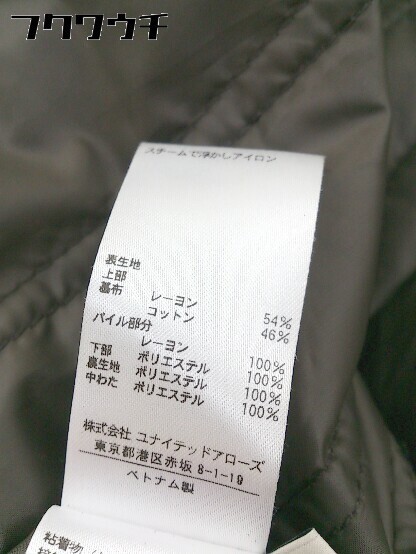 フクワウチ
スチームで浮かしアイロン
表生地
上部
基布 レーヨン 54%
コットン 46%
パイル部分
レーヨン 100%
下部 ポリエステル 100%
裏生地 ポリエステル 100%
中わた ポリエステル 100%
株式会社 ユナイテッドアローズ
東京都港区赤坂 8-1-19
ベトナム製
粘着物